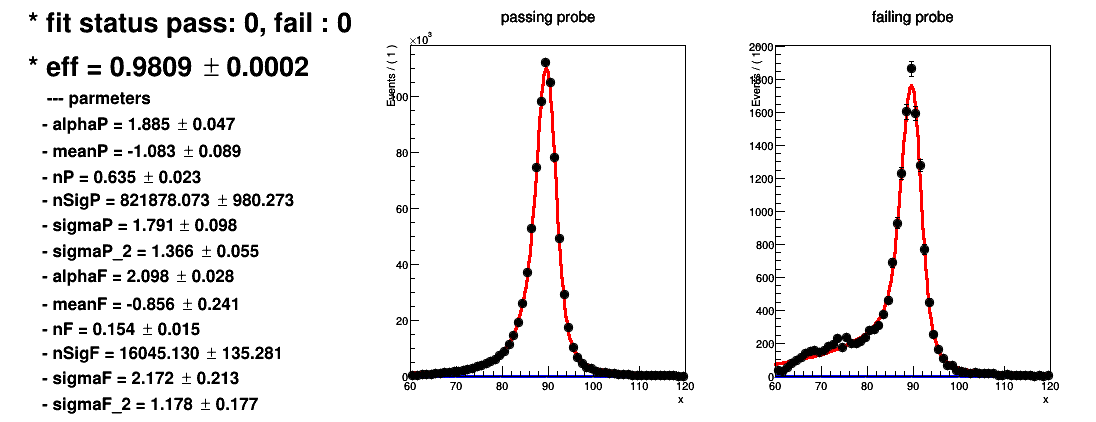 * fit status pass: 0, fail : 0
* eff = 0.9809 ± 0.0002
--- parmeters
- alphaP = 1.885 ± 0.047
- meanP = -1.083 ± 0.089
- nP = 0.635 ± 0.023
- nSigP = 821878.073 ± 980.273
- sigmaP = 1.791 ± 0.098
- sigmaP_2 = 1.366 ± 0.055
- alphaF = 2.098 ± 0.028
- meanF = -0.856 ± 0.241
- nF = 0.154 ± 0.015
- nSigF = 16045.130 ± 135.281
- sigmaF = 2.172 ± 0.213
- sigmaF_2 = 1.178 ± 0.177
passing probe
×10³
Events / ( 1 )
100
80
60
40
20
0
60 70 80 90 100 110 120
x
failing probe
Events / ( 1 )
2000
1800
1600
1400
1200
1000
800
600
400
200
0
60 70 80 90 100 110 120
x